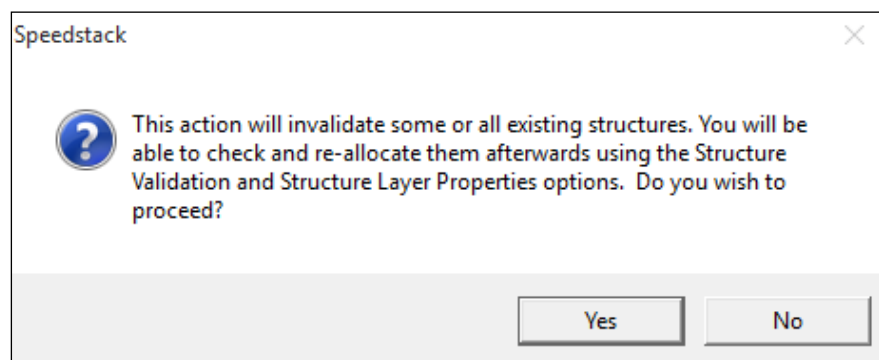 Speedstack
This action will invalidate some or all existing structures. You will be
able to check and re-allocate them afterwards using the Structure
Validation and Structure Layer Properties options.  Do you wish to
proceed?
Yes
No